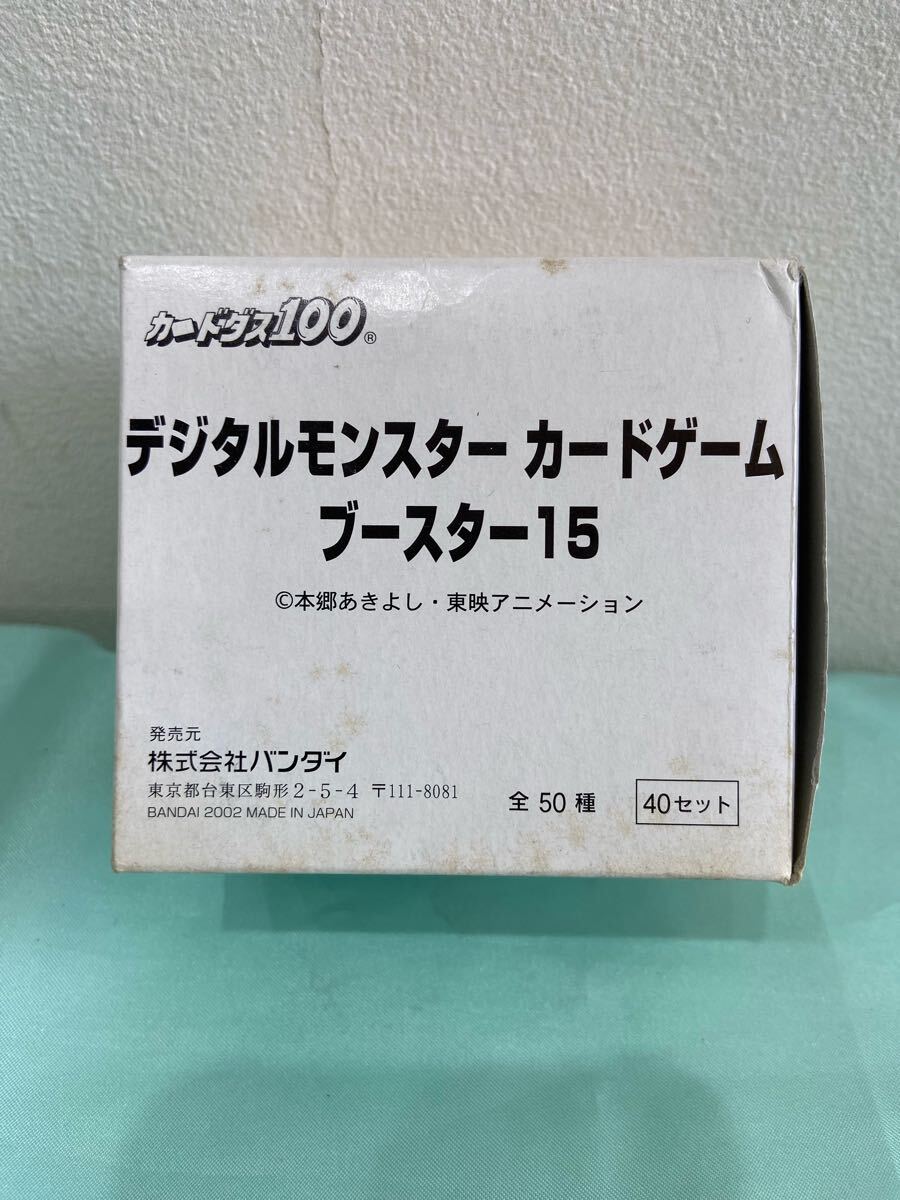 カードダス100®
デジタルモンスター カードゲーム
ブースター15
©本郷あきよし・東映アニメーション
発売元
株式会社バンダイ
東京都台東区駒形2-5-4 〒111-8081
BANDAI 2002 MADE IN JAPAN
全 50 種 40セット